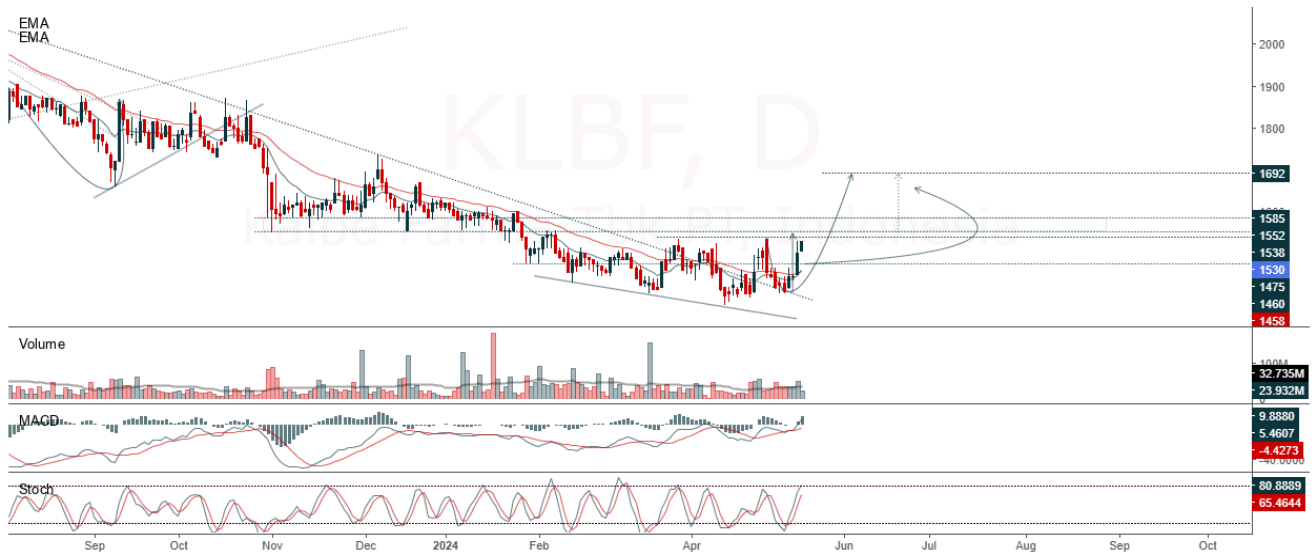 EMA
EMA
KLBF, D
2000
1900
1800
1692
1585
1552
1538
1530
1475
1460
1458
Volume
32.735M
23.932M
MACD
9.8880
5.4607
-4.4273
Stoch
80.8889
65.4644
Sep Oct Nov Dec 2024 Feb Apr Jun Jul Aug Sep Oct